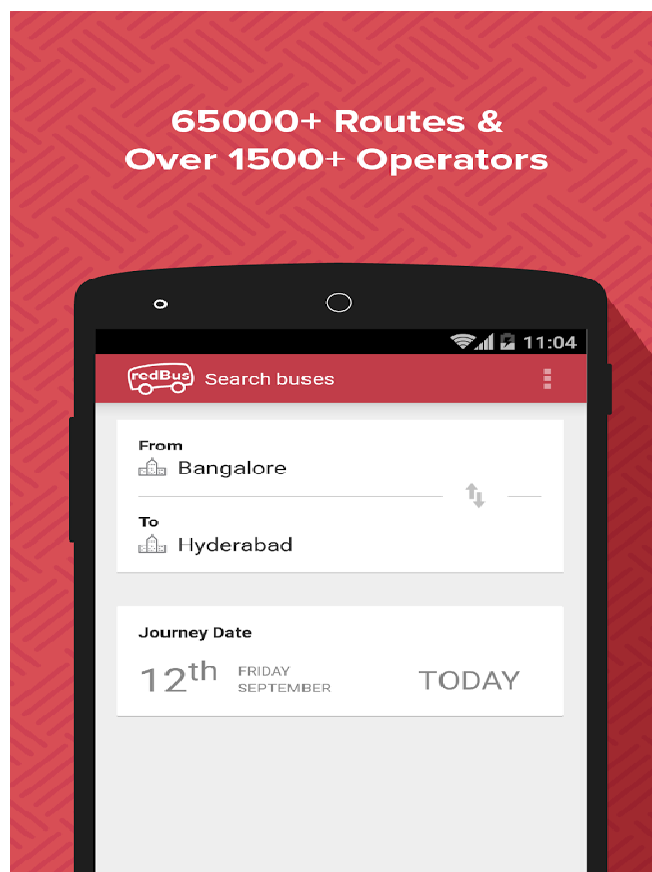 65000+ Routes &
Over 1500+ Operators
11:04
redBus Search buses
From
Bangalore
To
Hyderabad
Journey Date
12th FRIDAY SEPTEMBER TODAY